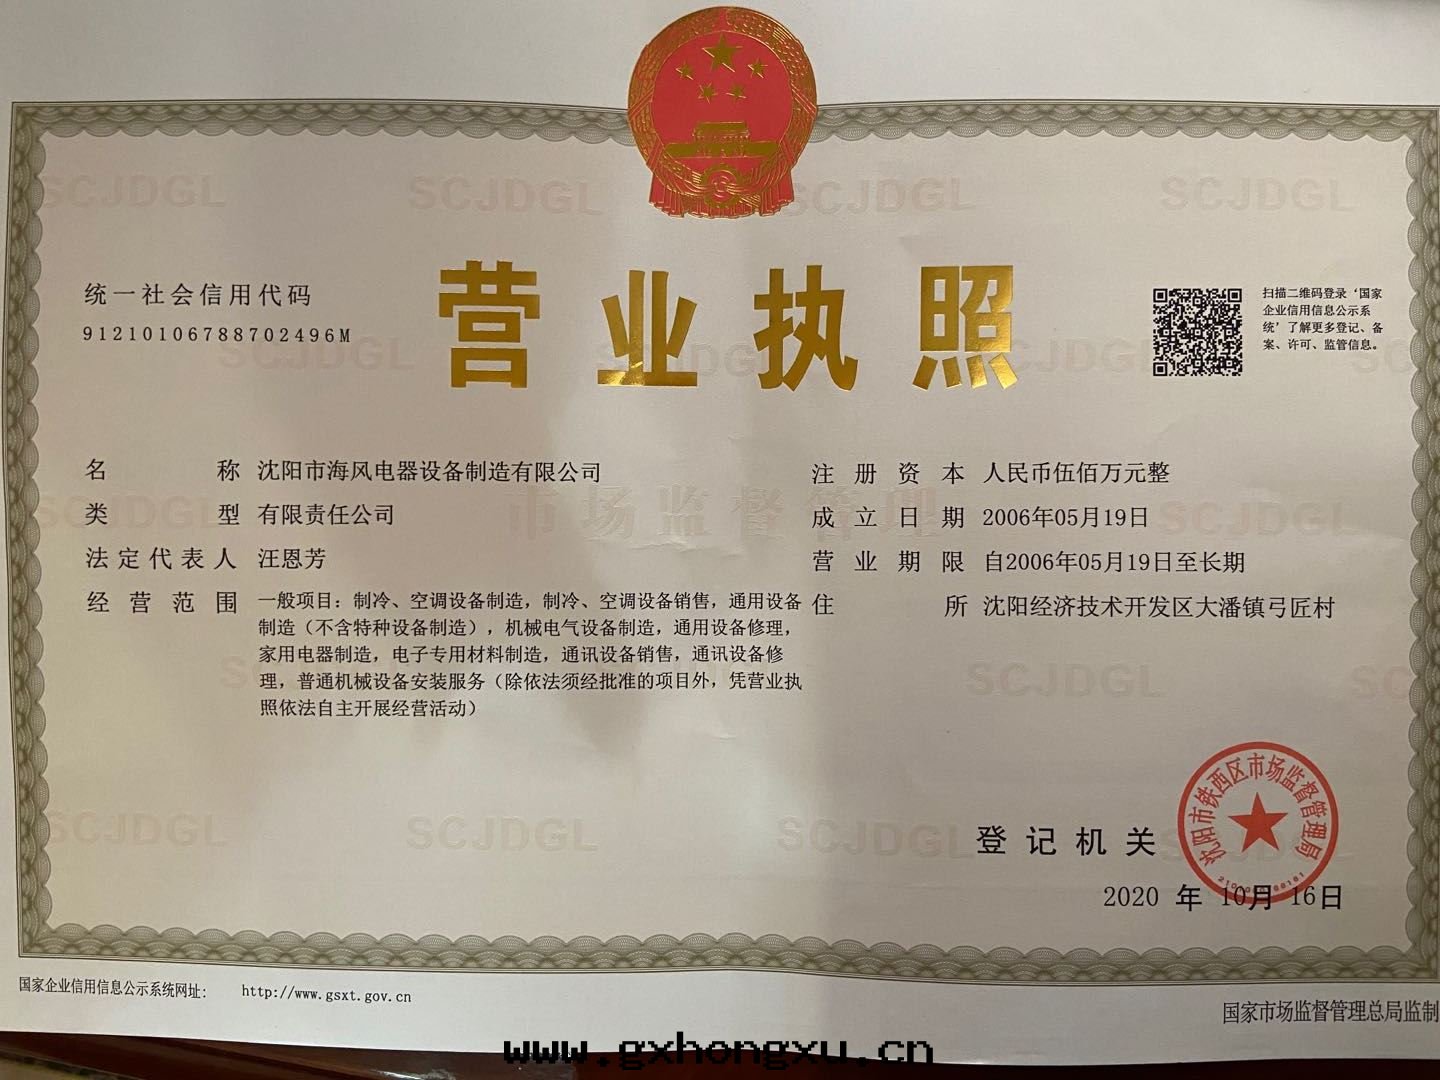 营业执照
统一社会信用代码
91210106788702496M
扫描二维码登录‘国家
企业信用信息公示系
统’了解更多登记、备
案、许可、监管信息。
名称 沈阳市海风电器设备制造有限公司
类型 有限责任公司
法定代表人 汪恩芳
经营范围 一般项目：制冷、空调设备制造，制冷、空调设备销售，通用设备
制造（不含特种设备制造），机械电气设备制造，通用设备修理，
家用电器制造，电子专用材料制造，通讯设备销售，通讯设备修
理，普通机械设备安装服务（除依法须经批准的项目外，凭营业执
照依法自主开展经营活动）
注册资本 人民币伍佰万元整
成立日期 2006年05月19日
营业期限 自2006年05月19日至长期
住所 沈阳经济技术开发区大潘镇弓匠村
市场监督管理
SCJDGL
登记机关
沈阳市铁西区市场监督管理局
2020 年 10月 16日
国家企业信用信息公示系统网址： http://www.gsxt.gov.cn
国家市场监督管理总局监制
www.gxhongxu.cn